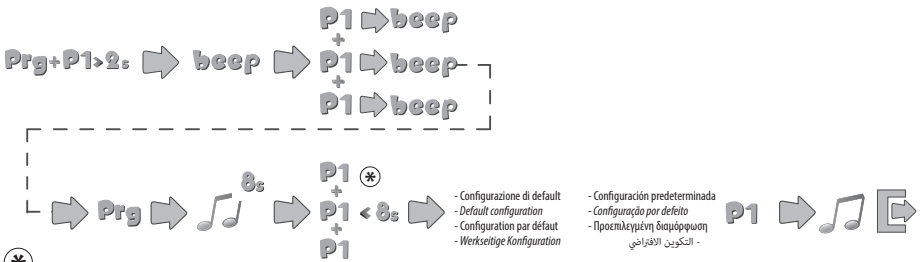 P1 beep
+
Prg+P1>2s beep P1 beep
+
P1 beep
Prg 8s
P1 *
+
P1 < 8s
+
P1
- Configurazione di default
- Default configuration
- Configuration par défaut
- Werkseitige Konfiguration
- Configuración predeterminada
- Configuração por defeito
- Προεπιλεγμένη διαμόρφωση
- التكوين الافتراضي
P1
*